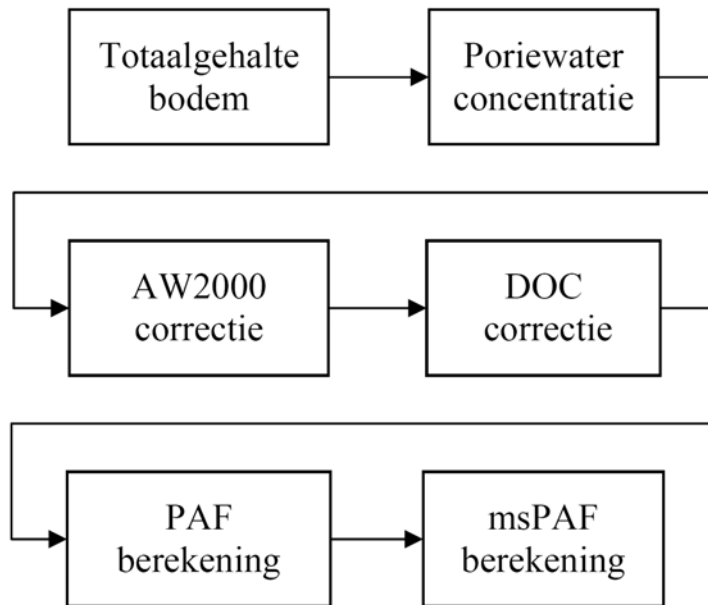 Totaalgehalte
bodem
Poriewater
concentratie
AW2000
correctie
DOC
correctie
PAF
berekening
msPAF
berekening